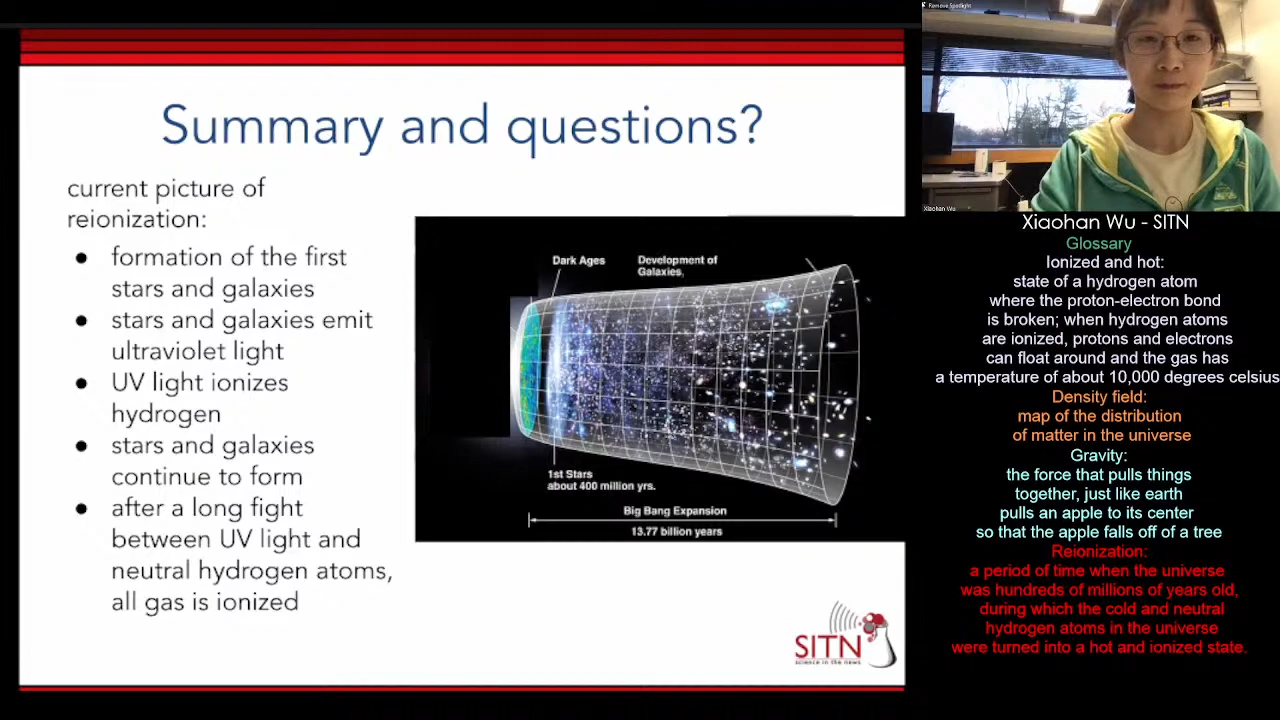 Summary and questions?
current picture of
reionization:
● formation of the first
stars and galaxies
● stars and galaxies emit
ultraviolet light
● UV light ionizes
hydrogen
● stars and galaxies
continue to form
● after a long fight
between UV light and
neutral hydrogen atoms,
all gas is ionized
Dark Ages
Development of
Galaxies,
1st Stars
about 400 million yrs.
Big Bang Expansion
13.77 billion years
SITN
science in the news
Remove Spotlight
Xiaohan Wu
Xiaohan Wu - SITN
Glossary
Ionized and hot:
state of a hydrogen atom
where the proton-electron bond
is broken; when hydrogen atoms
are ionized, protons and electrons
can float around and the gas has
a temperature of about 10,000 degrees celsius
Density field:
map of the distribution
of matter in the universe
Gravity:
the force that pulls things
together, just like earth
pulls an apple to its center
so that the apple falls off of a tree
Reionization:
a period of time when the universe
was hundreds of millions of years old,
during which the cold and neutral
hydrogen atoms in the universe
were turned into a hot and ionized state.